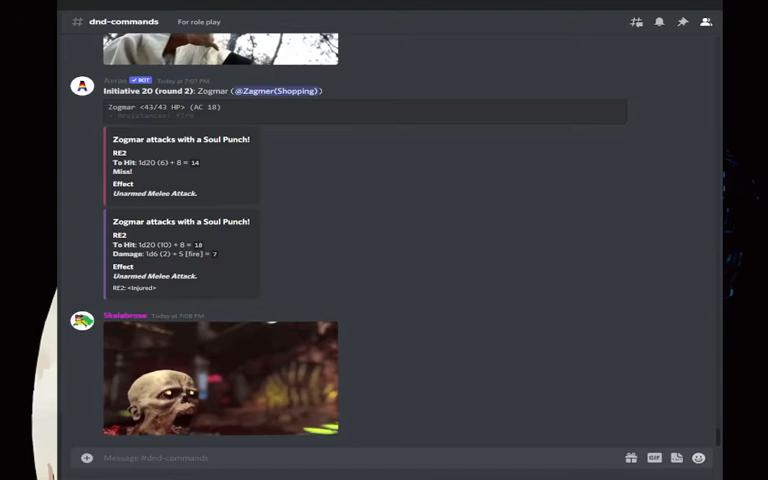 # dnd-commands For role play
Avrae ✓ BOT Today at 7:07 PM
Initiative 20 (round 2): Zogmar (@Zagmer(Shopping))
Zogmar <43/43 HP> (AC 18)
- Resistances: fire
Zogmar attacks with a Soul Punch!
RE2
To Hit: 1d20 (6) + 8 = 14
Miss!
Effect
Unarmed Melee Attack.
Zogmar attacks with a Soul Punch!
RE2
To Hit: 1d20 (10) + 8 = 18
Damage: 1d6 (2) + 5 [fire] = 7
Effect
Unarmed Melee Attack.
RE2: <Injured>
Skelebrose Today at 7:08 PM
Message #dnd-commands
GIF